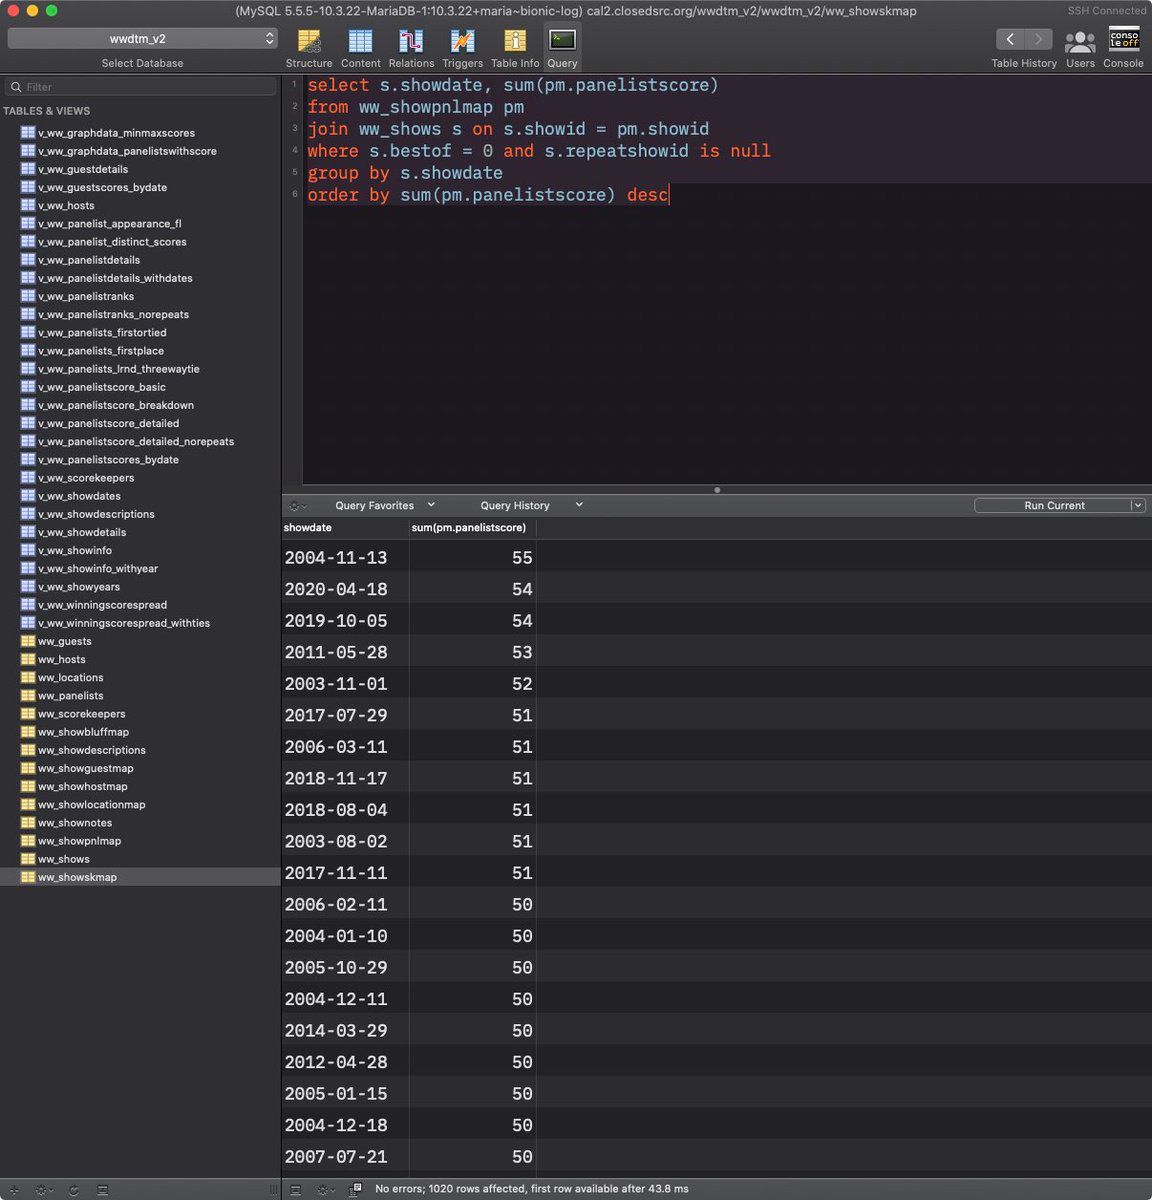 (MySQL 5.5.5-10.3.22-MariaDB-1:10.3.22+maria~bionic-log) cal2.closedsrc.org/wwdtm_v2/wwdtm_v2/ww_showskmap
SSH Connected
wwdtm_v2
Select Database
Structure Content Relations Triggers Table Info Query
conso
le off
Table History Users Console
Filter
TABLES & VIEWS
v_ww_graphdata_minmaxscores
v_ww_graphdata_panelistswithscore
v_ww_guestdetails
v_ww_guestscores_bydate
v_ww_hosts
v_ww_panelist_appearance_fl
v_ww_panelist_distinct_scores
v_ww_panelistdetails
v_ww_panelistdetails_withdates
v_ww_panelistranks
v_ww_panelistranks_norepeats
v_ww_panelists_firstortied
v_ww_panelists_firstplace
v_ww_panelists_lrnd_threewaytie
v_ww_panelistscore_basic
v_ww_panelistscore_breakdown
v_ww_panelistscore_detailed
v_ww_panelistscore_detailed_norepeats
v_ww_panelistscores_bydate
v_ww_scorekeepers
v_ww_showdates
v_ww_showdescriptions
v_ww_showdetails
v_ww_showinfo
v_ww_showinfo_withyear
v_ww_showyears
v_ww_winningscorespread
v_ww_winningscorespread_withties
ww_guests
ww_hosts
ww_locations
ww_panelists
ww_scorekeepers
ww_showbluffmap
ww_showdescriptions
ww_showguestmap
ww_showhostmap
ww_showlocationmap
ww_shownotes
ww_showpnlmap
ww_shows
ww_showskmap
1 select s.showdate, sum(pm.panelistscore)
2 from ww_showpnlmap pm
3 join ww_shows s on s.showid = pm.showid
4 where s.bestof = 0 and s.repeatshowid is null
5 group by s.showdate
6 order by sum(pm.panelistscore) desc
Query Favorites Query History Run Current
showdate sum(pm.panelistscore)
2004-11-13 55
2020-04-18 54
2019-10-05 54
2011-05-28 53
2003-11-01 52
2017-07-29 51
2006-03-11 51
2018-11-17 51
2018-08-04 51
2003-08-02 51
2017-11-11 51
2006-02-11 50
2004-01-10 50
2005-10-29 50
2004-12-11 50
2014-03-29 50
2012-04-28 50
2005-01-15 50
2004-12-18 50
2007-07-21 50
No errors; 1020 rows affected, first row available after 43.8 ms